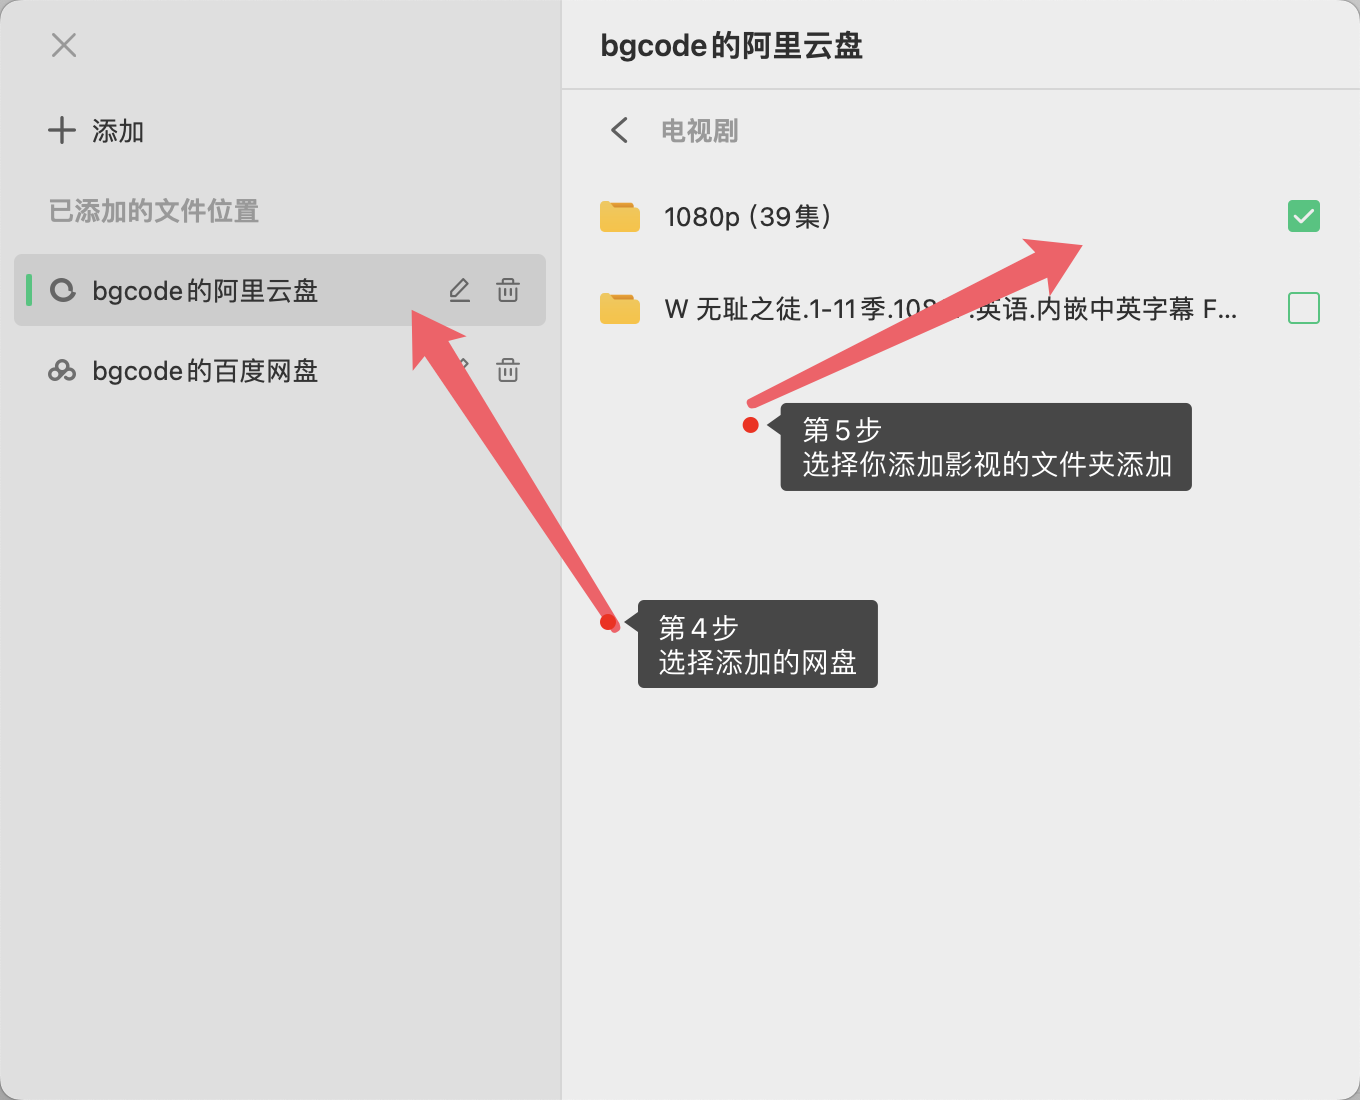 bgcode的阿里云盘
添加
电视剧
已添加的文件位置
1080p (39集)
bgcode的阿里云盘
W 无耻之徒.1-11季.108 .英语.内嵌中英字幕 F...
bgcode的百度网盘
第5步
选择你添加影视的文件夹添加
第4步
选择添加的网盘